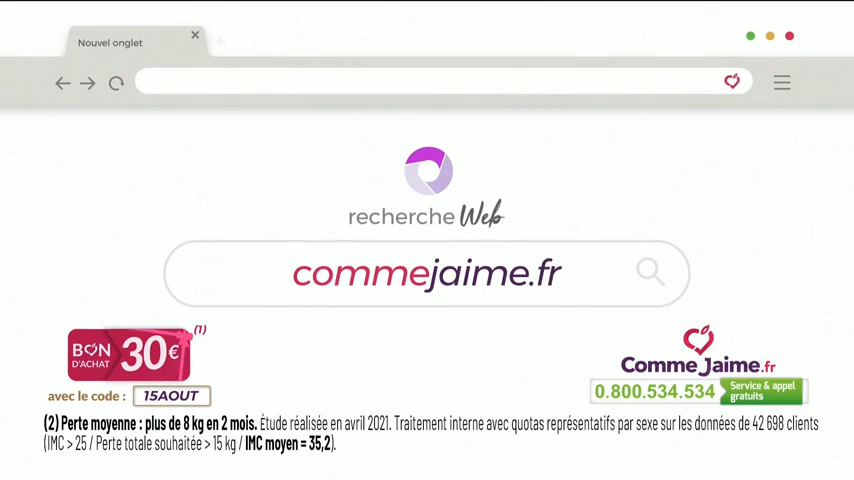 Nouvel onglet
recherche Web
commejaime.fr
BON
D'ACHAT
30€
(1)
avec le code :
15AOUT
Comme Jaime.fr
0.800.534.534
Service & appel
gratuits
(2) Perte moyenne : plus de 8 kg en 2 mois. Étude réalisée en avril 2021. Traitement interne avec quotas représentatifs par sexe sur les données de 42 698 clients
(IMC > 25 / Perte totale souhaitée > 15 kg / IMC moyen = 35,2).